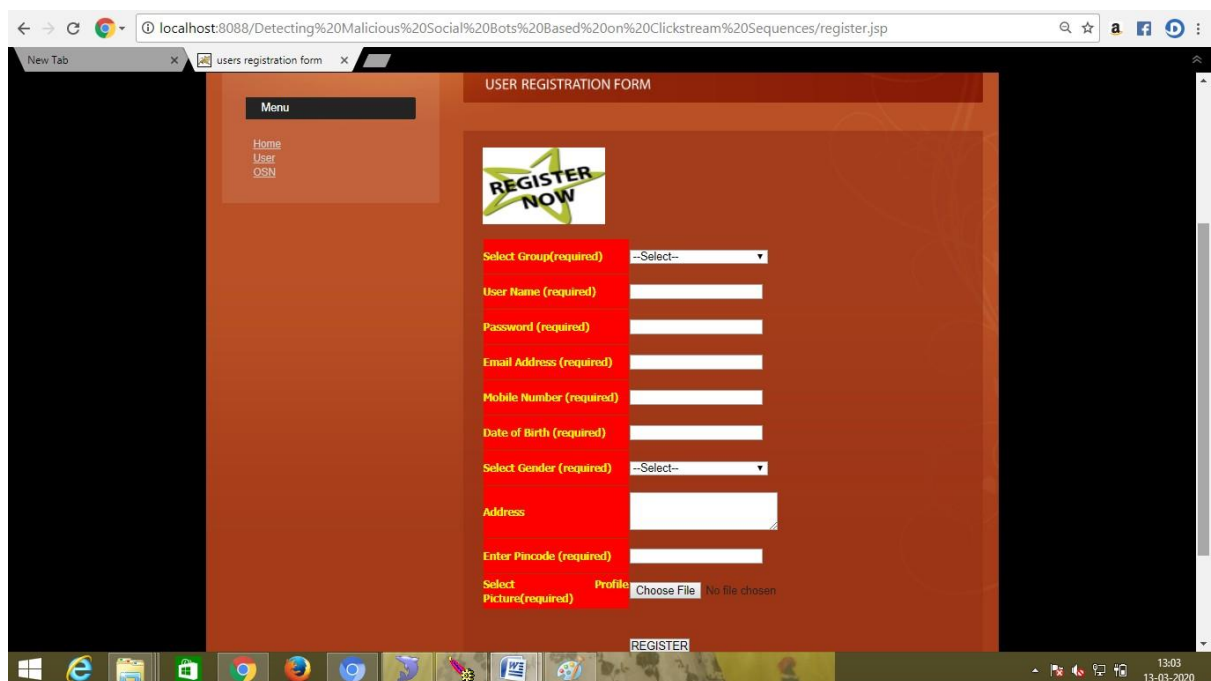 localhost:8088/Detecting%20Malicious%20Social%20Bots%20Based%20on%20Clickstream%20Sequences/register.jsp
New Tab
users registration form
USER REGISTRATION FORM
Menu
Home
User
OSN
REGISTER
NOW
Select Group(required) --Select--
User Name (required)
Password (required)
Email Address (required)
Mobile Number (required)
Date of Birth (required)
Select Gender (required) --Select--
Address
Enter Pincode (required)
Select Profile
Picture(required) Choose File No file chosen
REGISTER
13:03
13-03-2020